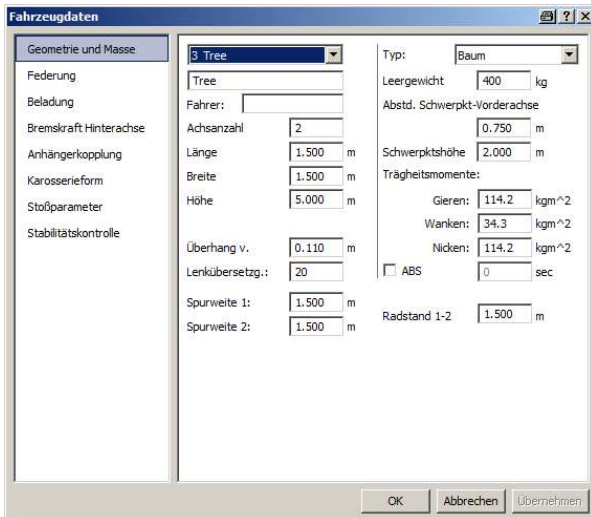 Fahrzeugdaten
Geometrie und Masse
Federung
Beladung
Bremskraft Hinterachse
Anhängerkopplung
Karosserieform
Stoßparameter
Stabilitätskontrolle
3 Tree
Tree
Fahrer:
Achsanzahl 2
Länge 1.500 m
Breite 1.500 m
Höhe 5.000 m
Überhang v. 0.110 m
Lenkübersetzg.: 20
Spurweite 1: 1.500 m
Spurweite 2: 1.500 m
Typ: Baum
Leergewicht 400 kg
Abstd. Schwerpkt-Vorderachse
0.750 m
Schwerpktshöhe 2.000 m
Trägheitsmomente:
Gieren: 114.2 kgm^2
Wanken: 34.3 kgm^2
Nicken: 114.2 kgm^2
ABS 0 sec
Radstand 1-2 1.500 m
OK Abbrechen Übernehmen